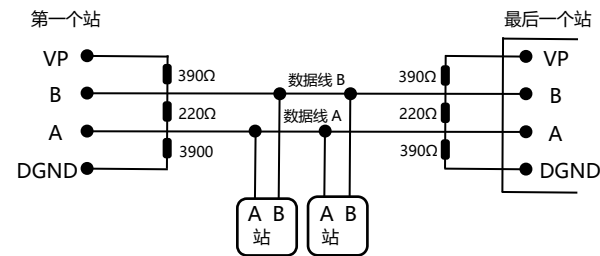 第一个站
最后一个站
VP
390Ω
390Ω
VP
B
数据线 B
B
220Ω
数据线 A
220Ω
A
A
3900
390Ω
DGND
DGND
A B
A B
站
站